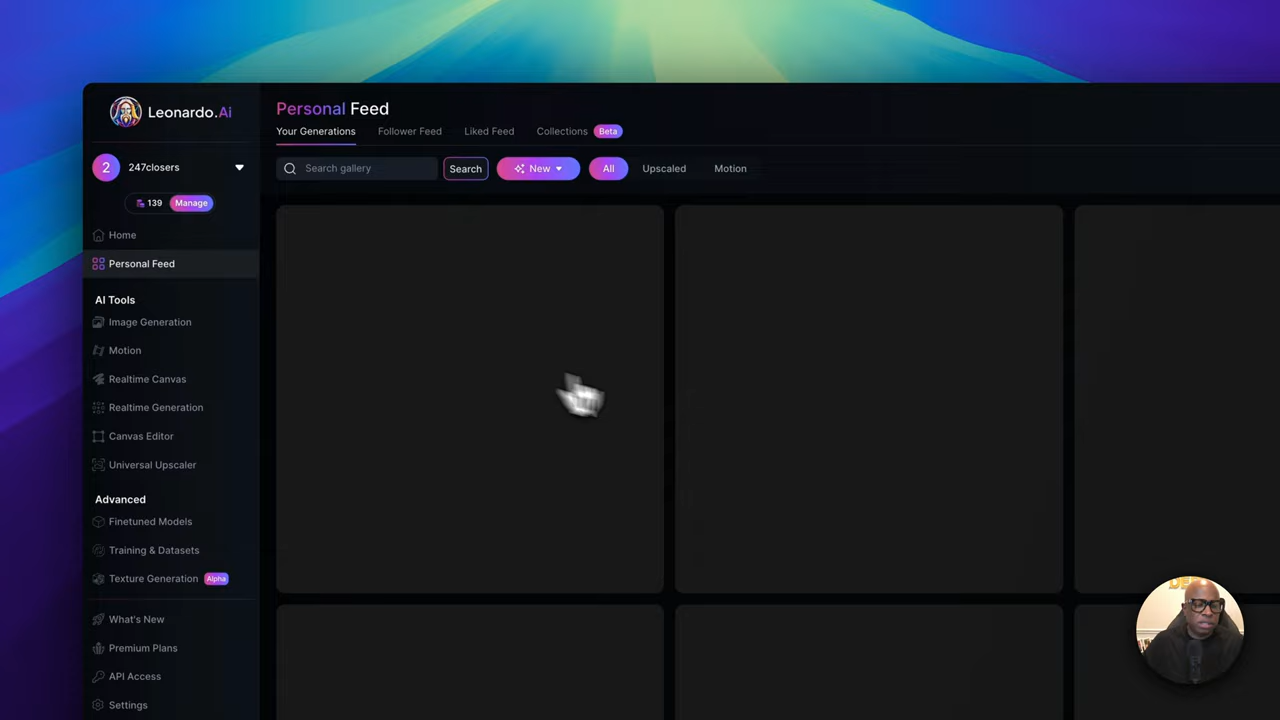 Leonardo.Ai
2 247closers
139 Manage
Home
Personal Feed
AI Tools
Image Generation
Motion
Realtime Canvas
Realtime Generation
Canvas Editor
Universal Upscaler
Advanced
Finetuned Models
Training & Datasets
Texture Generation Alpha
What's New
Premium Plans
API Access
Settings
Personal Feed
Your Generations Follower Feed Liked Feed Collections Beta
Search gallery Search New All Upscaled Motion